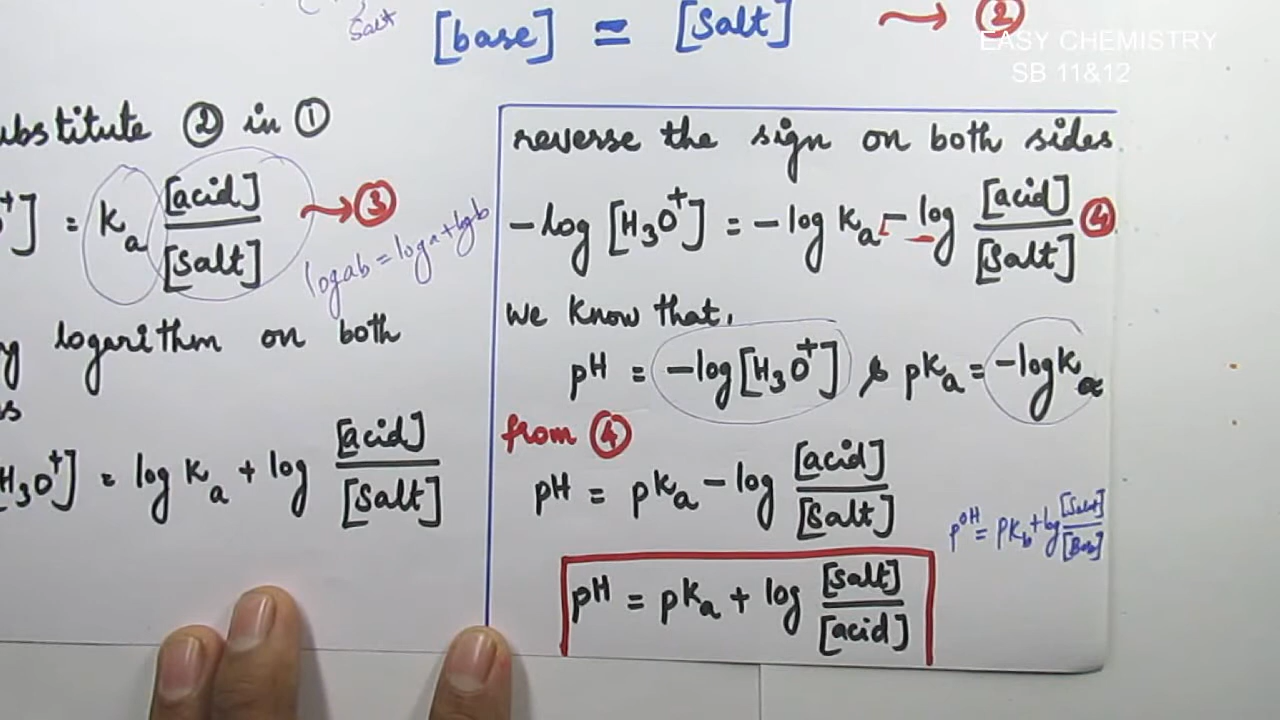 Salt
[base] = [Salt] → ②
EASY CHEMISTRY
SB 11&12
ubstitute ② in ①
+] = Ka [acid]/[Salt] → ③
log ab = log a + log b
g logarithm on both
s
H3O+] = log Ka + log [acid]/[Salt]
reverse the sign on both sides
-log [H3O+] = -log Ka - log [acid]/[Salt] ④
We know that,
pH = -log[H3O+] & pKa = -log Ka
from ④
pH = pKa - log [acid]/[Salt]
pOH = pKb + log [Salt]/[Base]
pH = pKa + log [Salt]/[acid]